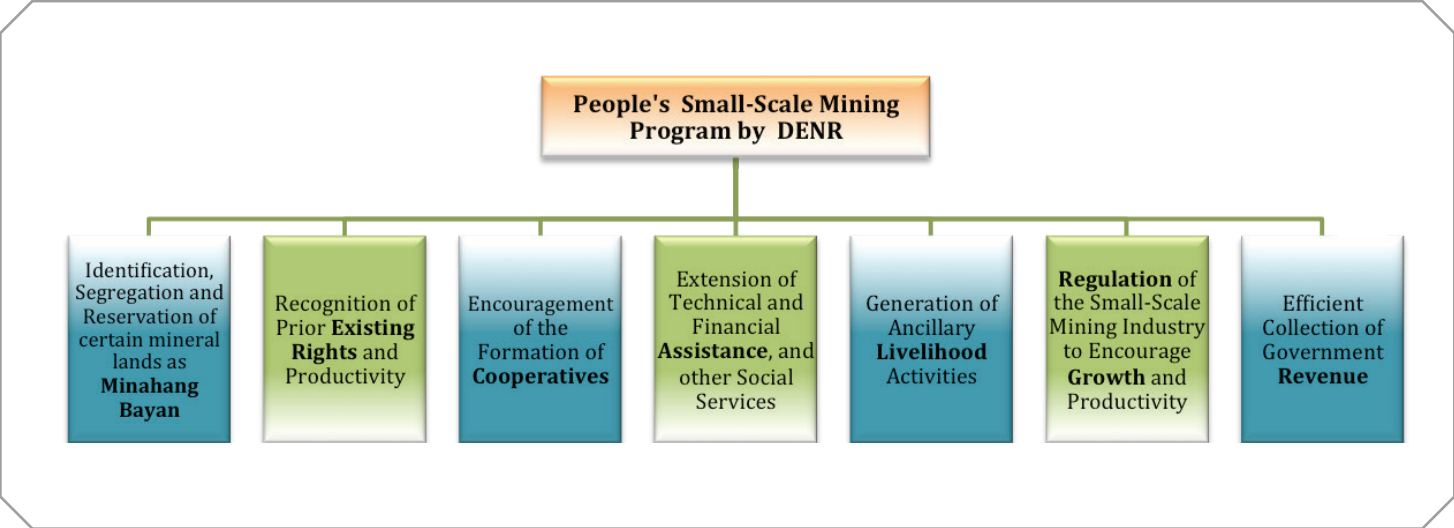 People's Small-Scale Mining
Program by DENR
Identification,
Segregation and
Reservation of
certain mineral
lands as
Minahang
Bayan
Recognition of
Prior Existing
Rights and
Productivity
Encouragement
of the
Formation of
Cooperatives
Extension of
Technical and
Financial
Assistance, and
other Social
Services
Generation of
Ancillary
Livelihood
Activities
Regulation of
the Small-Scale
Mining Industry
to Encourage
Growth and
Productivity
Efficient
Collection of
Government
Revenue